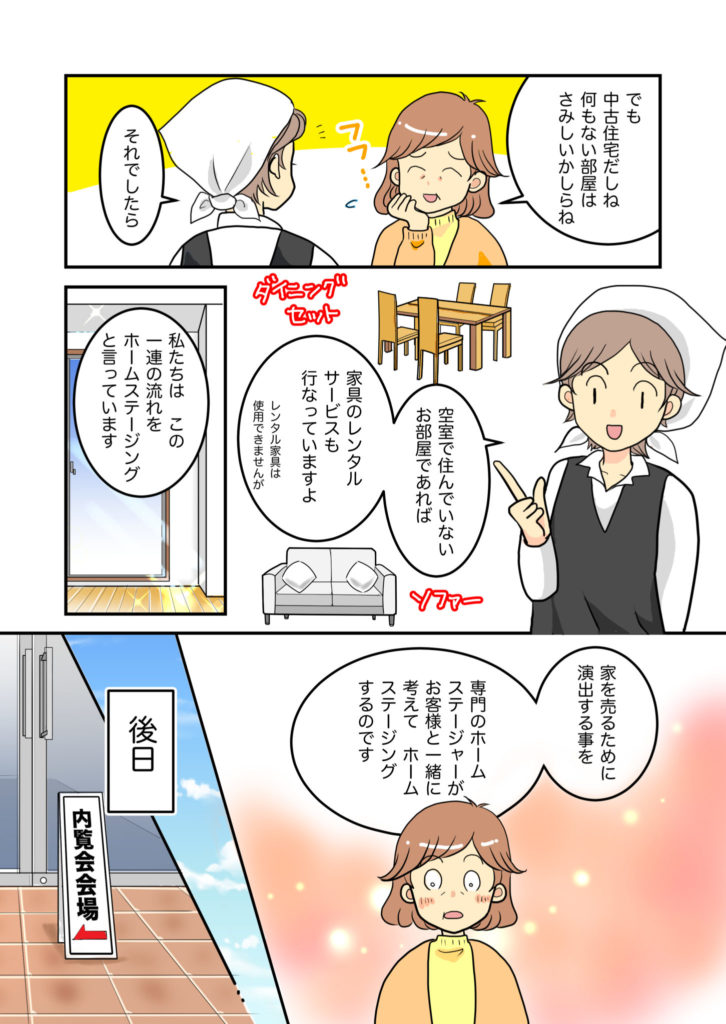 でも
中古住宅だしね
何もない部屋は
さみしいかしらね
フフ…
それでしたら
空室で住んでいない
お部屋であれば
ダイニング
セット
家具のレンタル
サービスも
行なっていますよ
レンタル家具は
使用できませんが
ソファー
私たちは この
一連の流れを
ホームステージング
と言っています
家を売るために
演出する事を
専門のホーム
ステージャーが
お客様と一緒に
考えて ホーム
ステージング
するのです
後日
内覧会会場